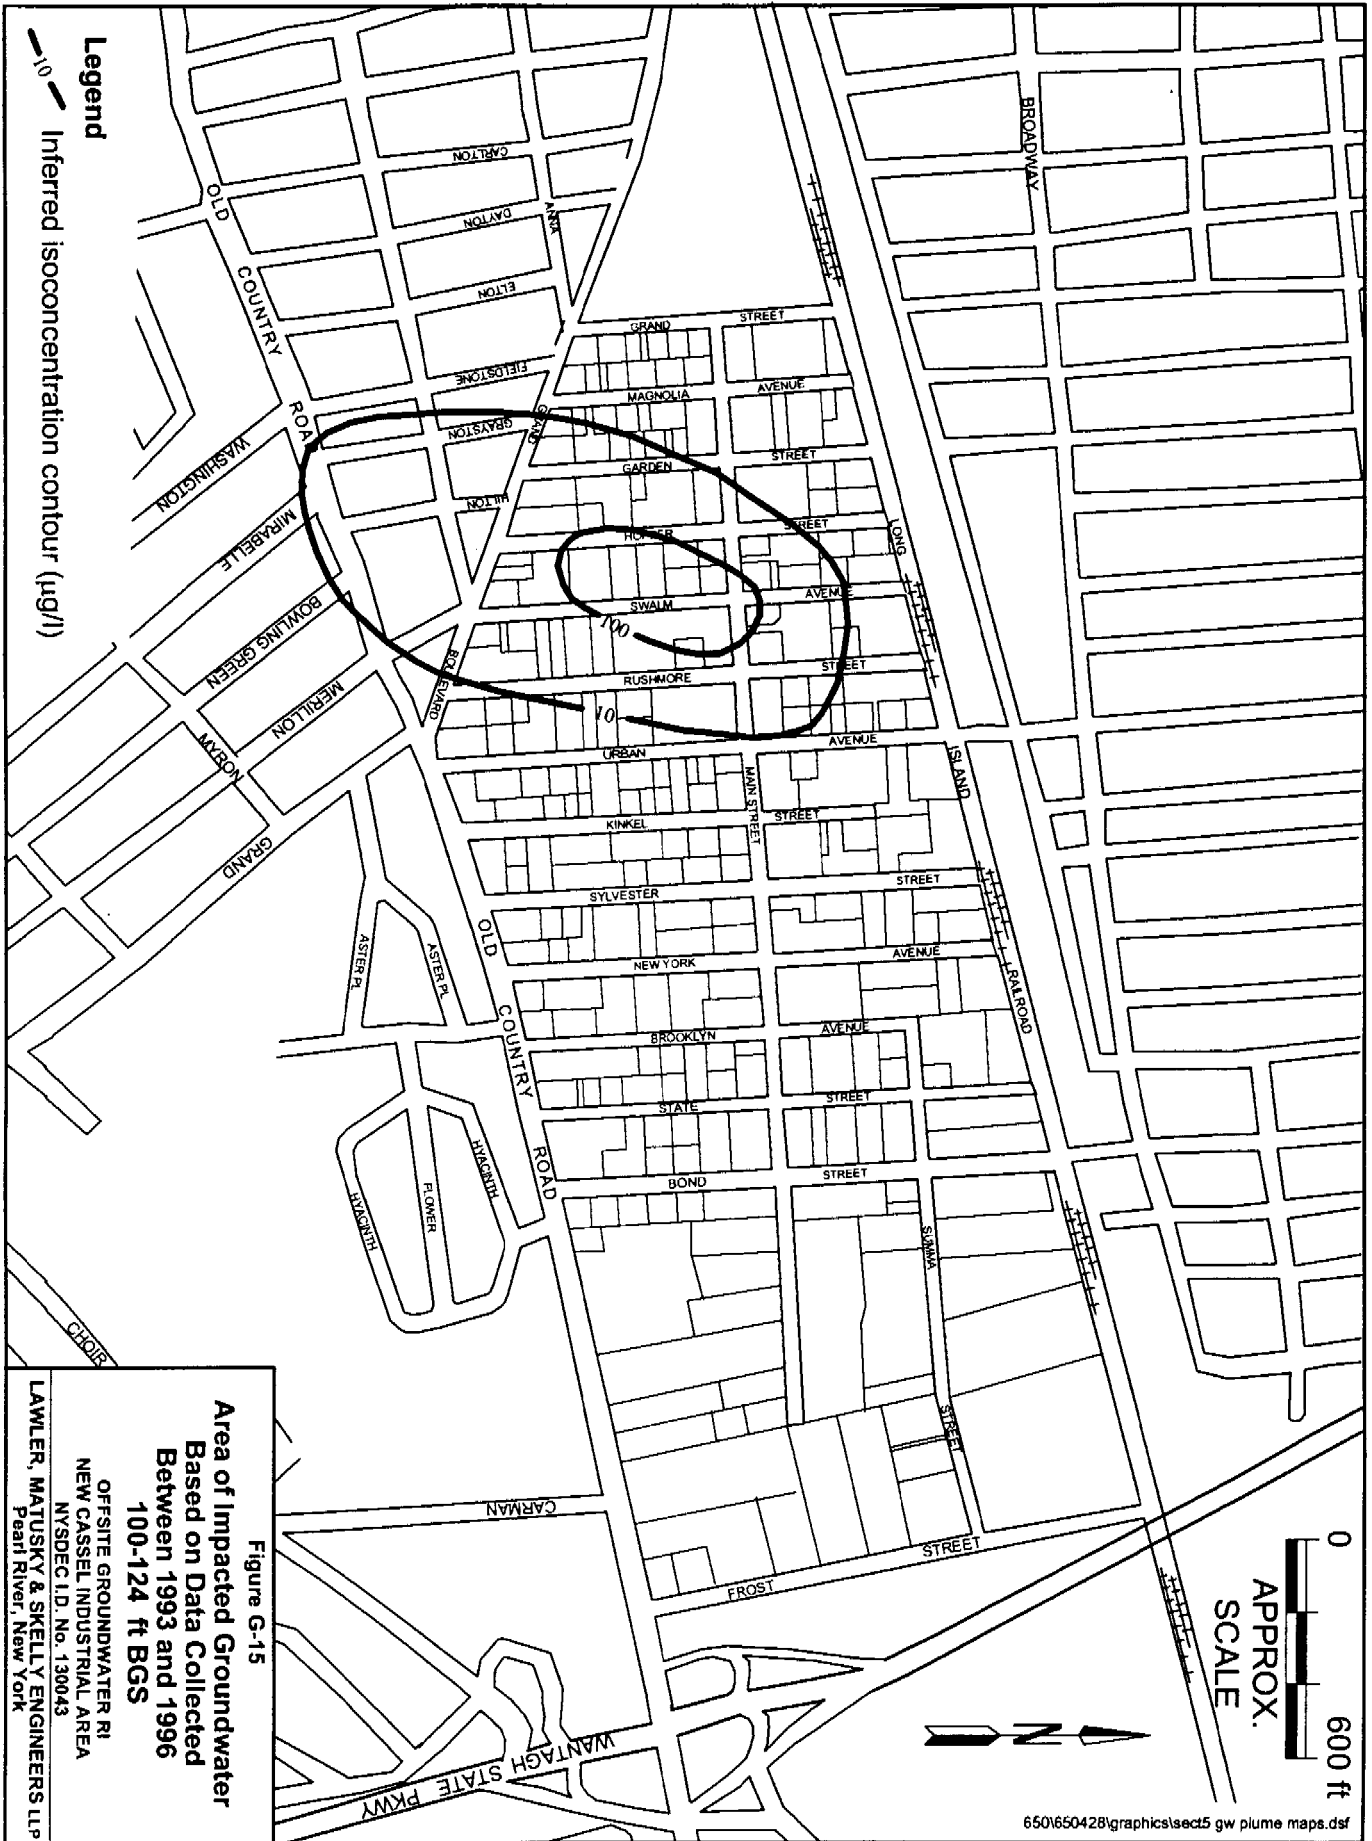 650\650428\graphics\sect5 gw plume maps.dsf
0 600 ft
APPROX.
SCALE
N
BROADWAY
LONG
ISLAND
RAILROAD
CARLTON
DAYTON
ANNA
ELTON
FIELDSTONE
GRAYSTON
HILTON
GRAND
STREET
MAGNOLIA
AVENUE
GARDEN
STREET
HOPPER
STREET
SWALM
AVENUE
RUSHMORE
STREET
URBAN
AVENUE
MAIN STREET
KINKEL
STREET
SYLVESTER
STREET
NEW YORK
AVENUE
BROOKLYN
AVENUE
STATE
STREET
BOND
STREET
SUMMA
STREET
FROST
STREET
GRAND
BOULEVARD
100
10
OLD
COUNTRY
ROAD
WASHINGTON
MIRABELLE
BOWLING GREEN
MERILLON
MYRON
GRAND
OLD
COUNTRY
ROAD
ASTER PL
ASTER PL
HYACINTH
FLOWER
HYACINTH
CHOIR
CARMAN
WANTAGH STATE PKWY
Legend
10 Inferred isoconcentration contour (µg/l)
Figure G-15
Area of Impacted Groundwater
Based on Data Collected
Between 1993 and 1996
100-124 ft BGS
OFFSITE GROUNDWATER RI
NEW CASSEL INDUSTRIAL AREA
NYSDEC I.D. No. 130043
LAWLER, MATUSKY & SKELLY ENGINEERS LLP
Pearl River, New York